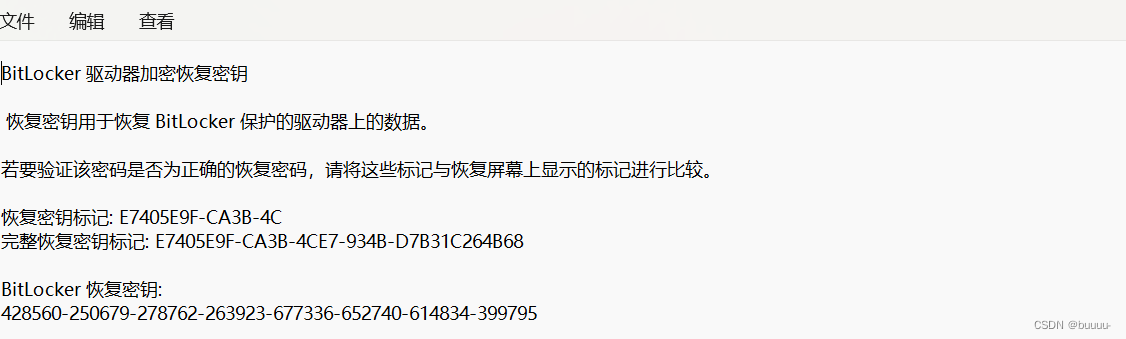 文件 编辑 查看
BitLocker 驱动器加密恢复密钥
恢复密钥用于恢复 BitLocker 保护的驱动器上的数据。
若要验证该密码是否为正确的恢复密码，请将这些标记与恢复屏幕上显示的标记进行比较。
恢复密钥标记: E7405E9F-CA3B-4C
完整恢复密钥标记: E7405E9F-CA3B-4CE7-934B-D7B31C264B68
BitLocker 恢复密钥:
428560-250679-278762-263923-677336-652740-614834-399795
CSDN @buuuu-